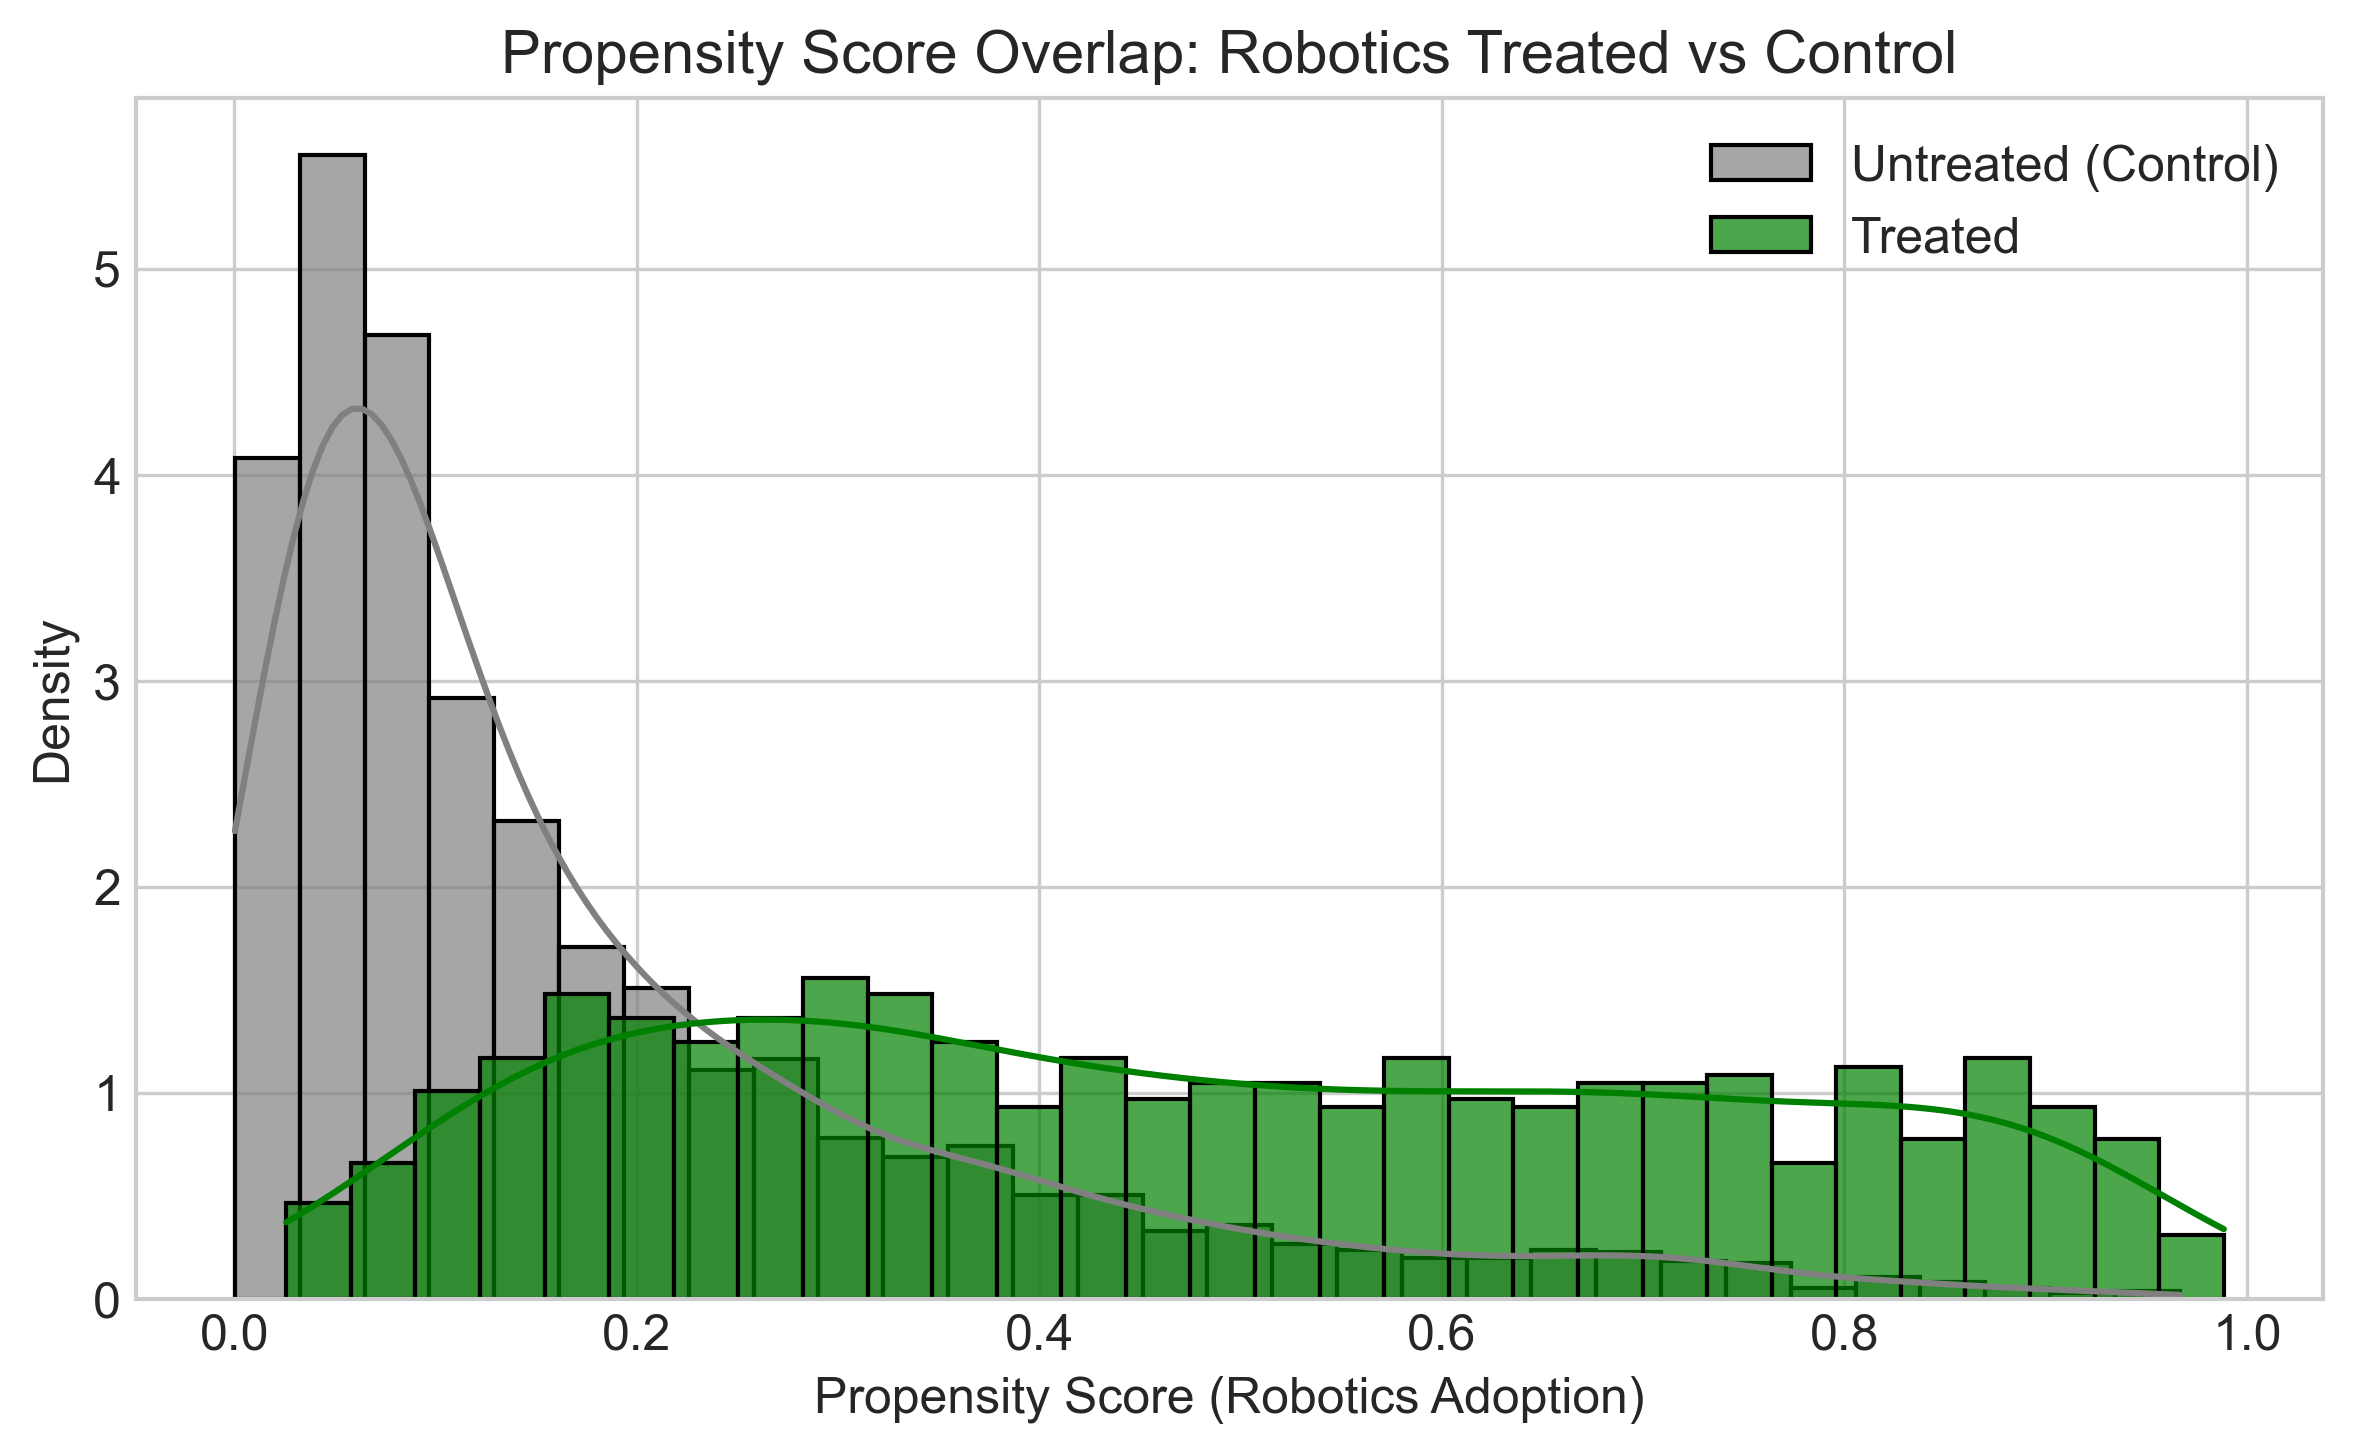 Propensity Score Overlap: Robotics Treated vs Control
Untreated (Control)
Treated
Density
5
4
3
2
1
0
0.0 0.2 0.4 0.6 0.8 1.0
Propensity Score (Robotics Adoption)